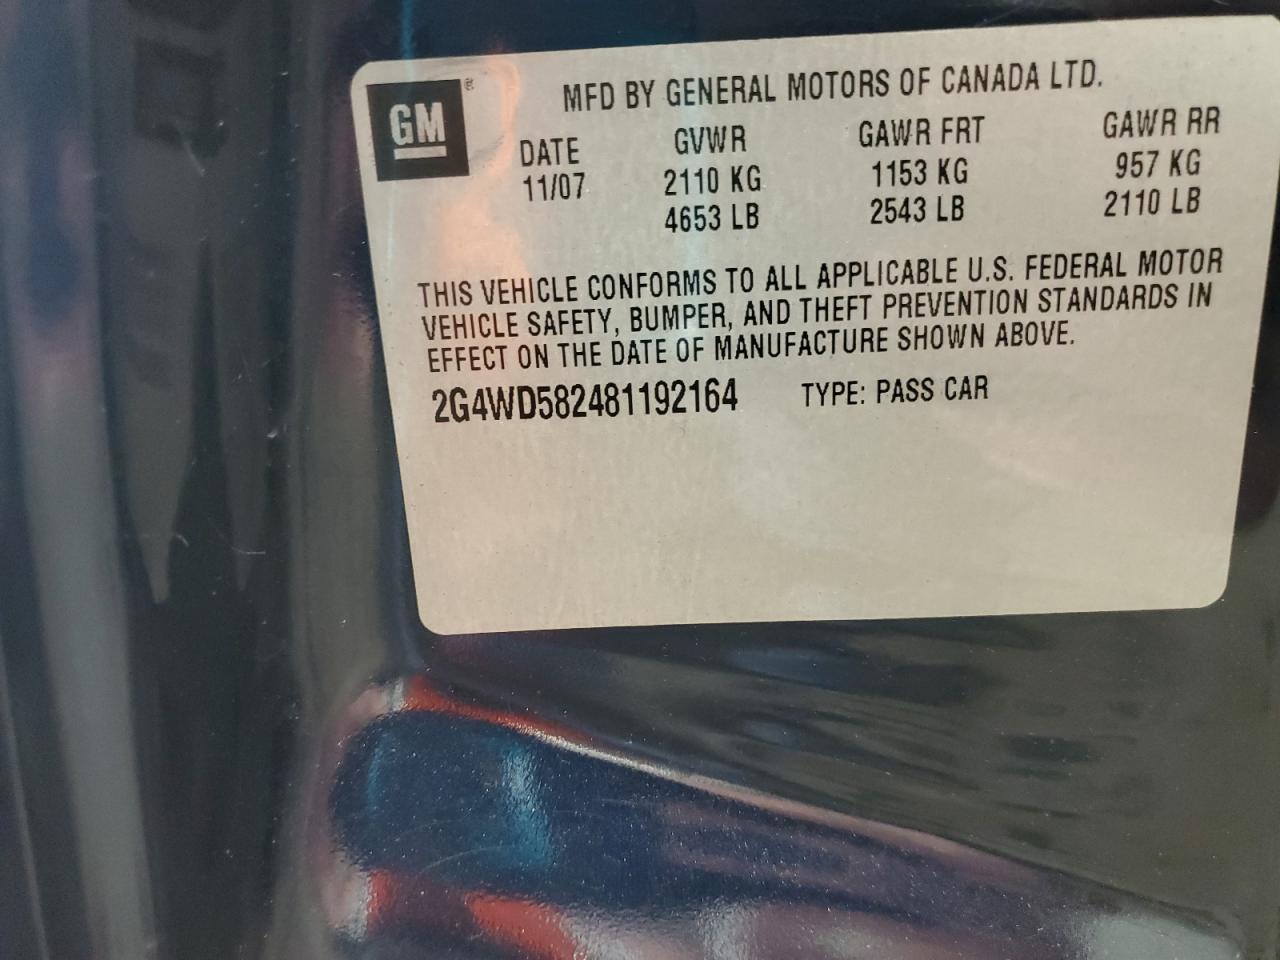 GM®
MFD BY GENERAL MOTORS OF CANADA LTD.
DATE GVWR GAWR FRT GAWR RR
11/07 2110 KG 1153 KG 957 KG
4653 LB 2543 LB 2110 LB
THIS VEHICLE CONFORMS TO ALL APPLICABLE U.S. FEDERAL MOTOR
VEHICLE SAFETY, BUMPER, AND THEFT PREVENTION STANDARDS IN
EFFECT ON THE DATE OF MANUFACTURE SHOWN ABOVE.
2G4WD582481192164 TYPE: PASS CAR